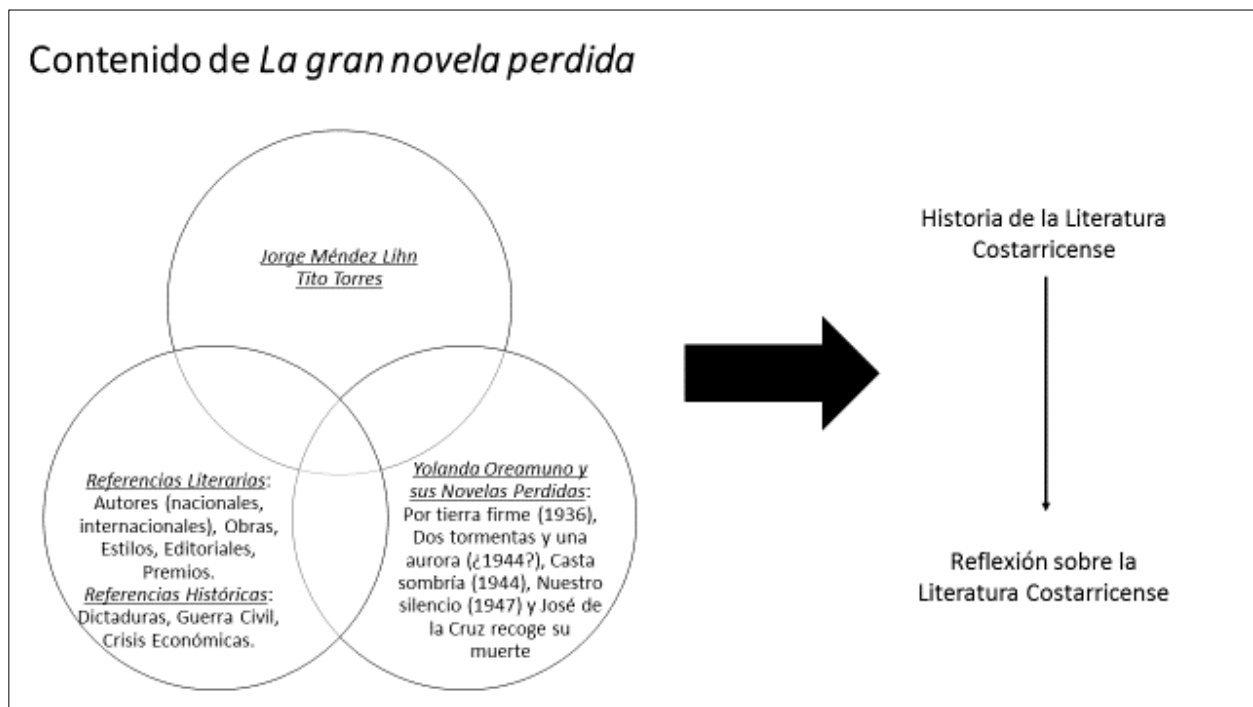 Contenido de La gran novela perdida
Jorge Méndez Lihn
Tito Torres
Referencias Literarias:
Autores (nacionales,
internacionales), Obras,
Estilos, Editoriales,
Premios.
Referencias Históricas:
Dictaduras, Guerra Civil,
Crisis Económicas.
Yolanda Oreamuno y
sus Novelas Perdidas:
Por tierra firme (1936),
Dos tormentas y una
aurora (¿1944?), Casta
sombría (1944), Nuestro
silencio (1947) y José de
la Cruz recoge su
muerte
Historia de la Literatura
Costarricense
Reflexión sobre la
Literatura Costarricense